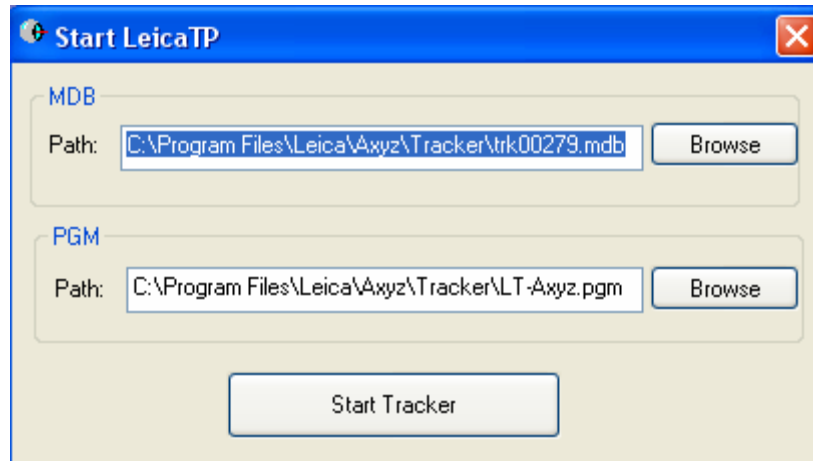 Start LeicaTP
MDB
Path: C:\Program Files\Leica\Axyz\Tracker\trk00279.mdb Browse
PGM
Path: C:\Program Files\Leica\Axyz\Tracker\LT-Axyz.pgm Browse
Start Tracker